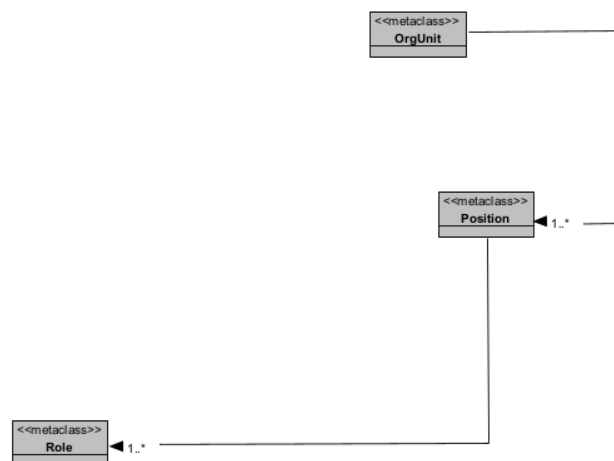 <<metaclass>>
OrgUnit
<<metaclass>>
Position
1..*
<<metaclass>>
Role
1..*